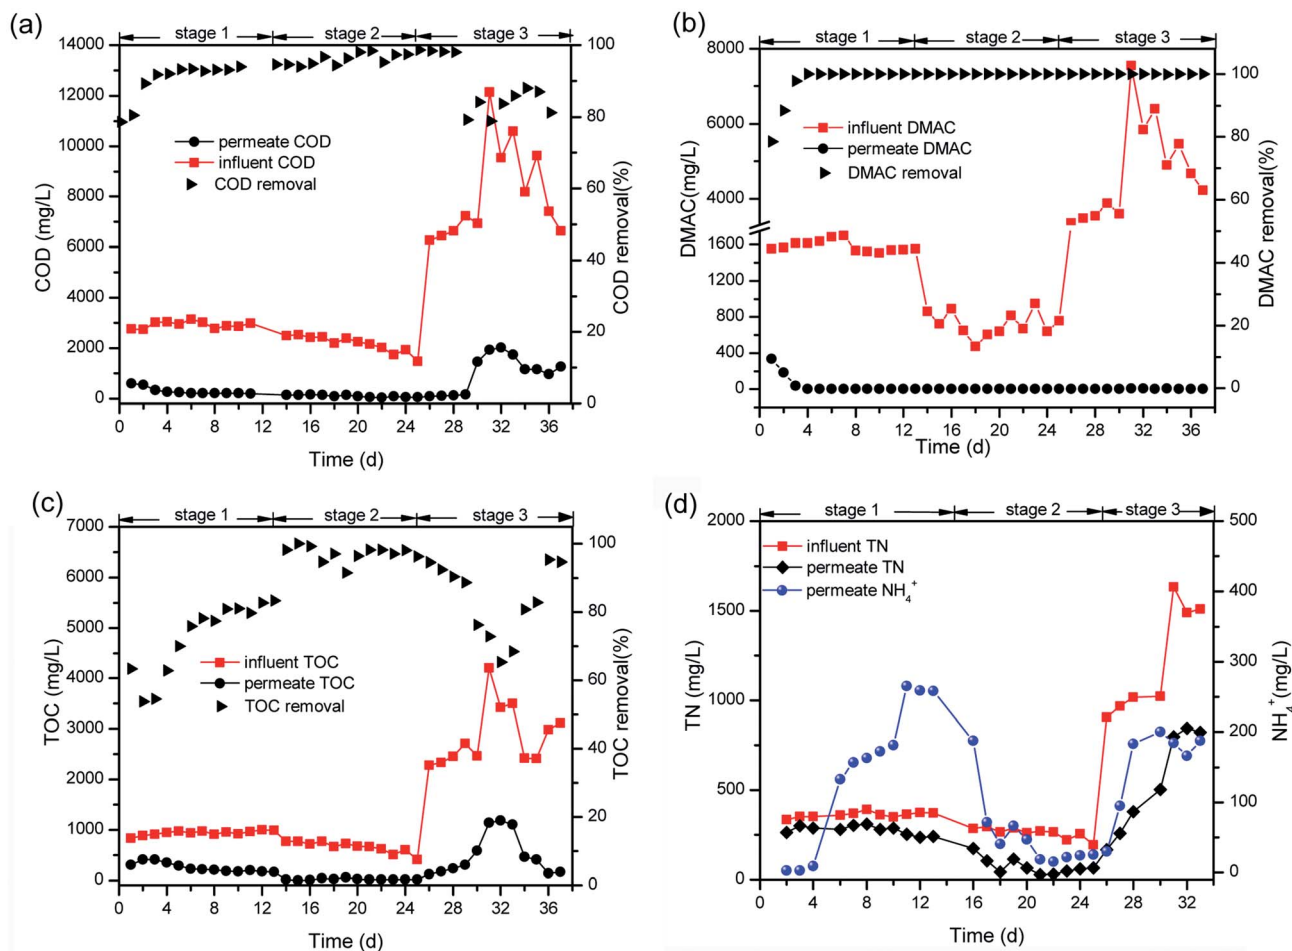 (a)
stage 1 stage 2 stage 3
14000
12000
10000
8000
6000
4000
2000
0
COD (mg/L)
permeate COD
influent COD
COD removal
100
80
60
40
20
0
COD removal(%)
0 4 8 12 16 20 24 28 32 36
Time (d)
(b)
stage 1 stage 2 stage 3
8000
6000
4000
1600
1200
800
400
0
DMAC(mg/L)
influent DMAC
permeate DMAC
DMAC removal
100
80
60
40
20
0
DMAC removal(%)
0 4 8 12 16 20 24 28 32 36
Time (d)
(c)
stage 1 stage 2 stage 3
7000
6000
5000
4000
3000
2000
1000
0
TOC (mg/L)
influent TOC
permeate TOC
TOC removal
100
80
60
40
20
0
TOC removal(%)
0 4 8 12 16 20 24 28 32 36
Time (d)
(d)
stage 1 stage 2 stage 3
2000
1500
1000
500
0
TN (mg/L)
influent TN
permeate TN
permeate NH4+
500
400
300
200
100
0
NH4+ (mg/L)
0 4 8 12 16 20 24 28 32
Time (d)